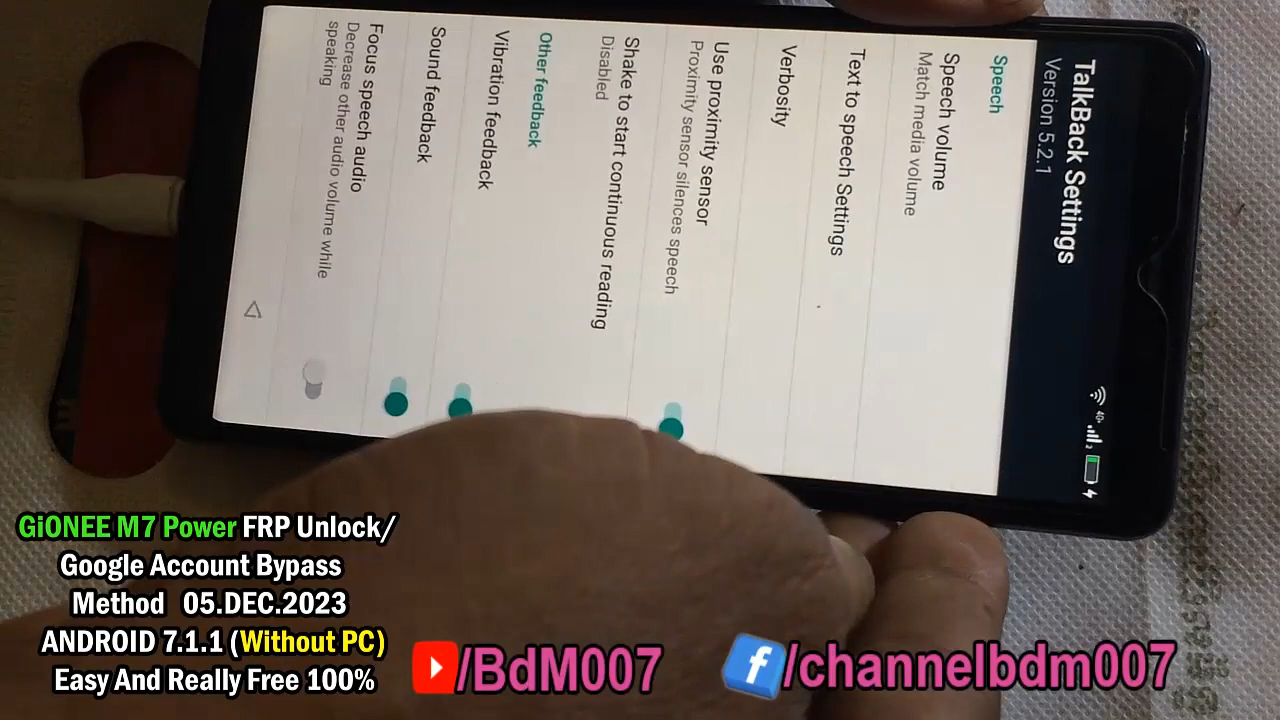 TalkBack Settings
Version 5.2.1
Speech
Speech volume
Match media volume
Text to speech Settings
Verbosity
Use proximity sensor
Proximity sensor silences speech
Shake to start continuous reading
Disabled
Other feedback
Vibration feedback
Sound feedback
Focus speech audio
Decrease other audio volume while
speaking
GiONEE M7 Power FRP Unlock/
Google Account Bypass
Method 05.DEC.2023
ANDROID 7.1.1 (Without PC)
Easy And Really Free 100%
/BdM007
/channelbdm007